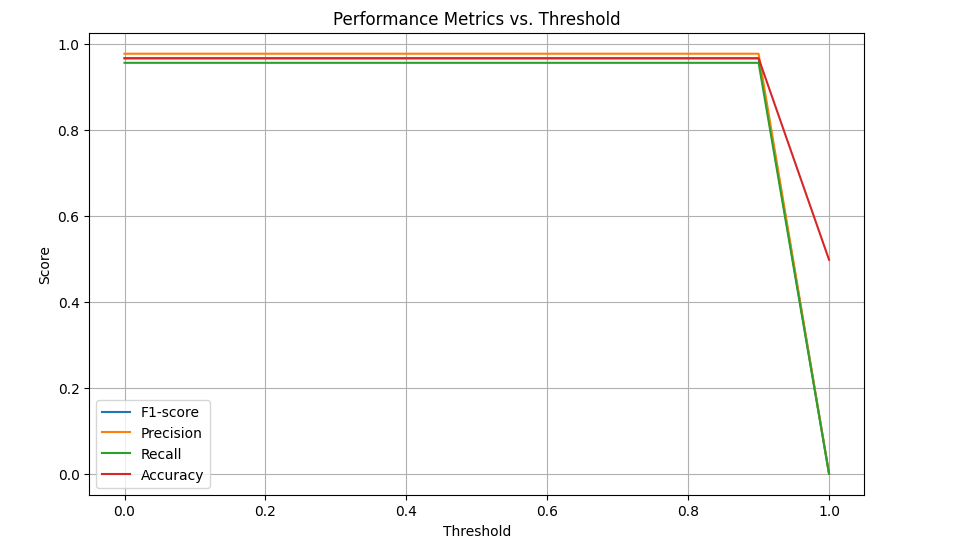 Performance Metrics vs. Threshold
1.0
0.8
0.6
0.4
0.2
0.0
Score
F1-score
Precision
Recall
Accuracy
0.0 0.2 0.4 0.6 0.8 1.0
Threshold